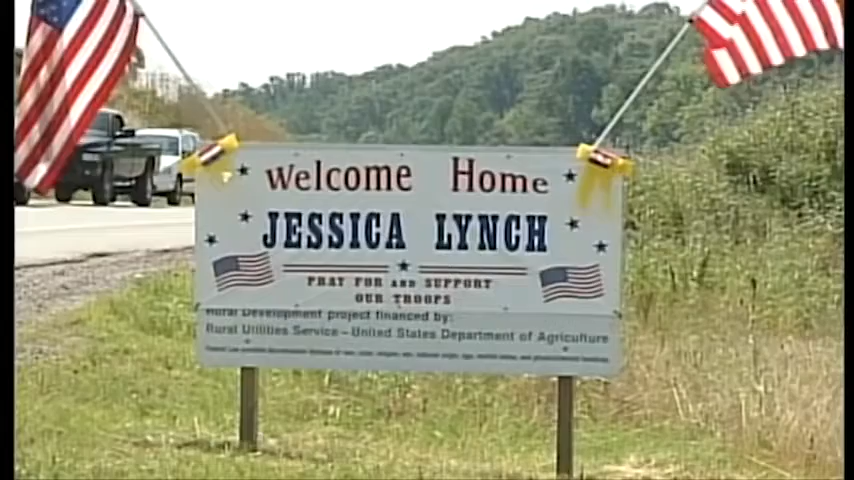 Welcome Home
JESSICA LYNCH
PRAY FOR AND SUPPORT
OUR TROOPS
Rural Development project financed by:
Rural Utilities Service – United States Department of Agriculture